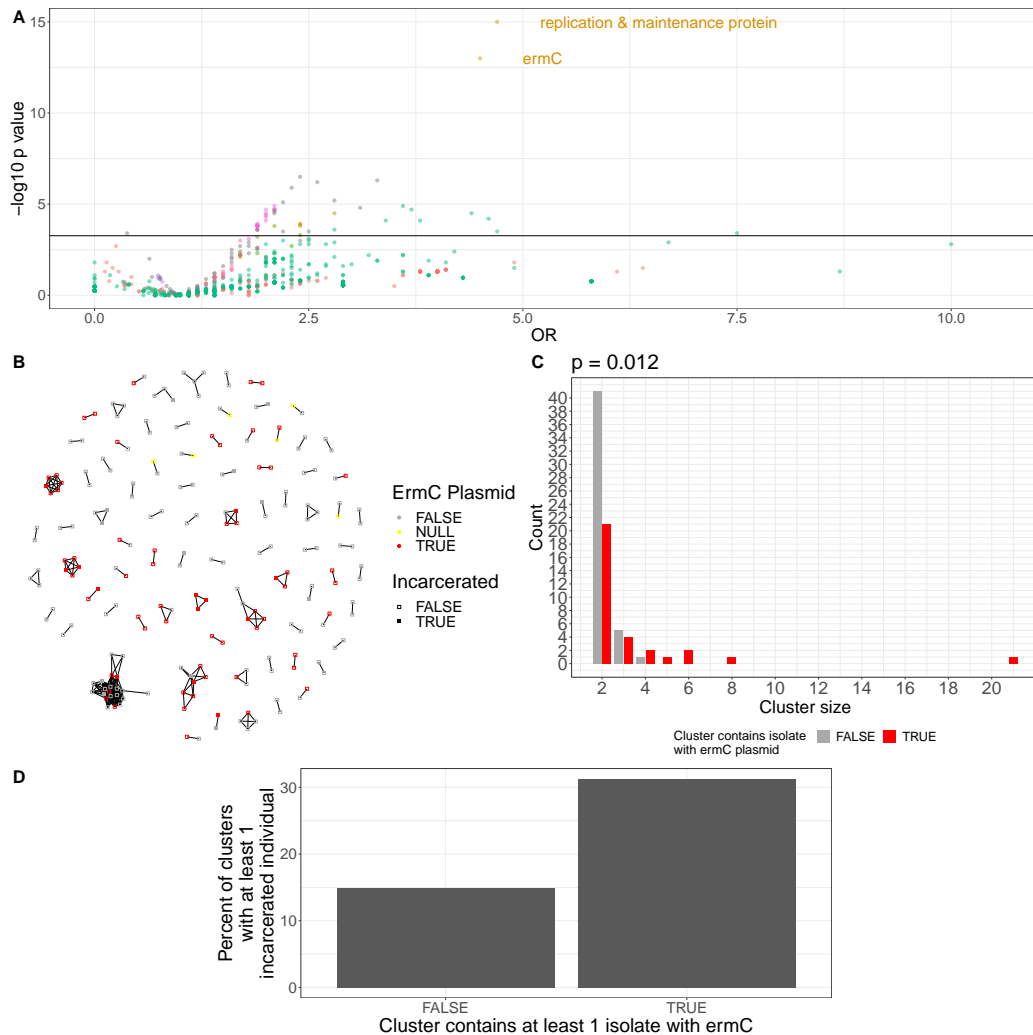 A
replication & maintenance protein
ermC
−log10 p value
15
10
5
0
0.0
2.5
5.0
7.5
10.0
OR
B
ErmC Plasmid
FALSE
NULL
TRUE
Incarcerated
FALSE
TRUE
C
p = 0.012
Count
40
38
36
34
32
30
28
26
24
22
20
18
16
14
12
10
8
6
4
2
0
2
4
6
8
10
12
14
16
18
20
Cluster size
Cluster contains isolate
with ermC plasmid
FALSE
TRUE
D
Percent of clusters
with at least 1
incarcerated individual
30
20
10
0
FALSE
TRUE
Cluster contains at least 1 isolate with ermC